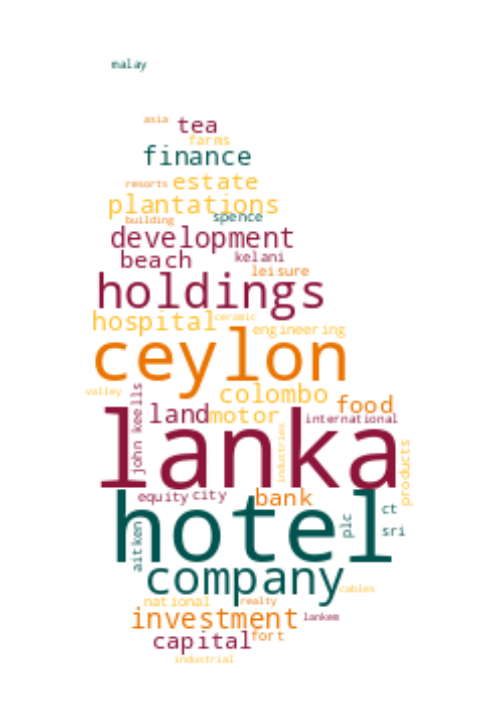 malay
asia tea
farms
finance
resorts estate
plantations
building spence
development
beach kelani
leisure
holdings
hospital ceramic
engineering
ceylon
valley colombo
john keells
land motor food
international
lanka
industries
products
equity city bank
hotel
aitken
plc
ct
sri
company cables
national realty
investment lankem
capital fort
industrial